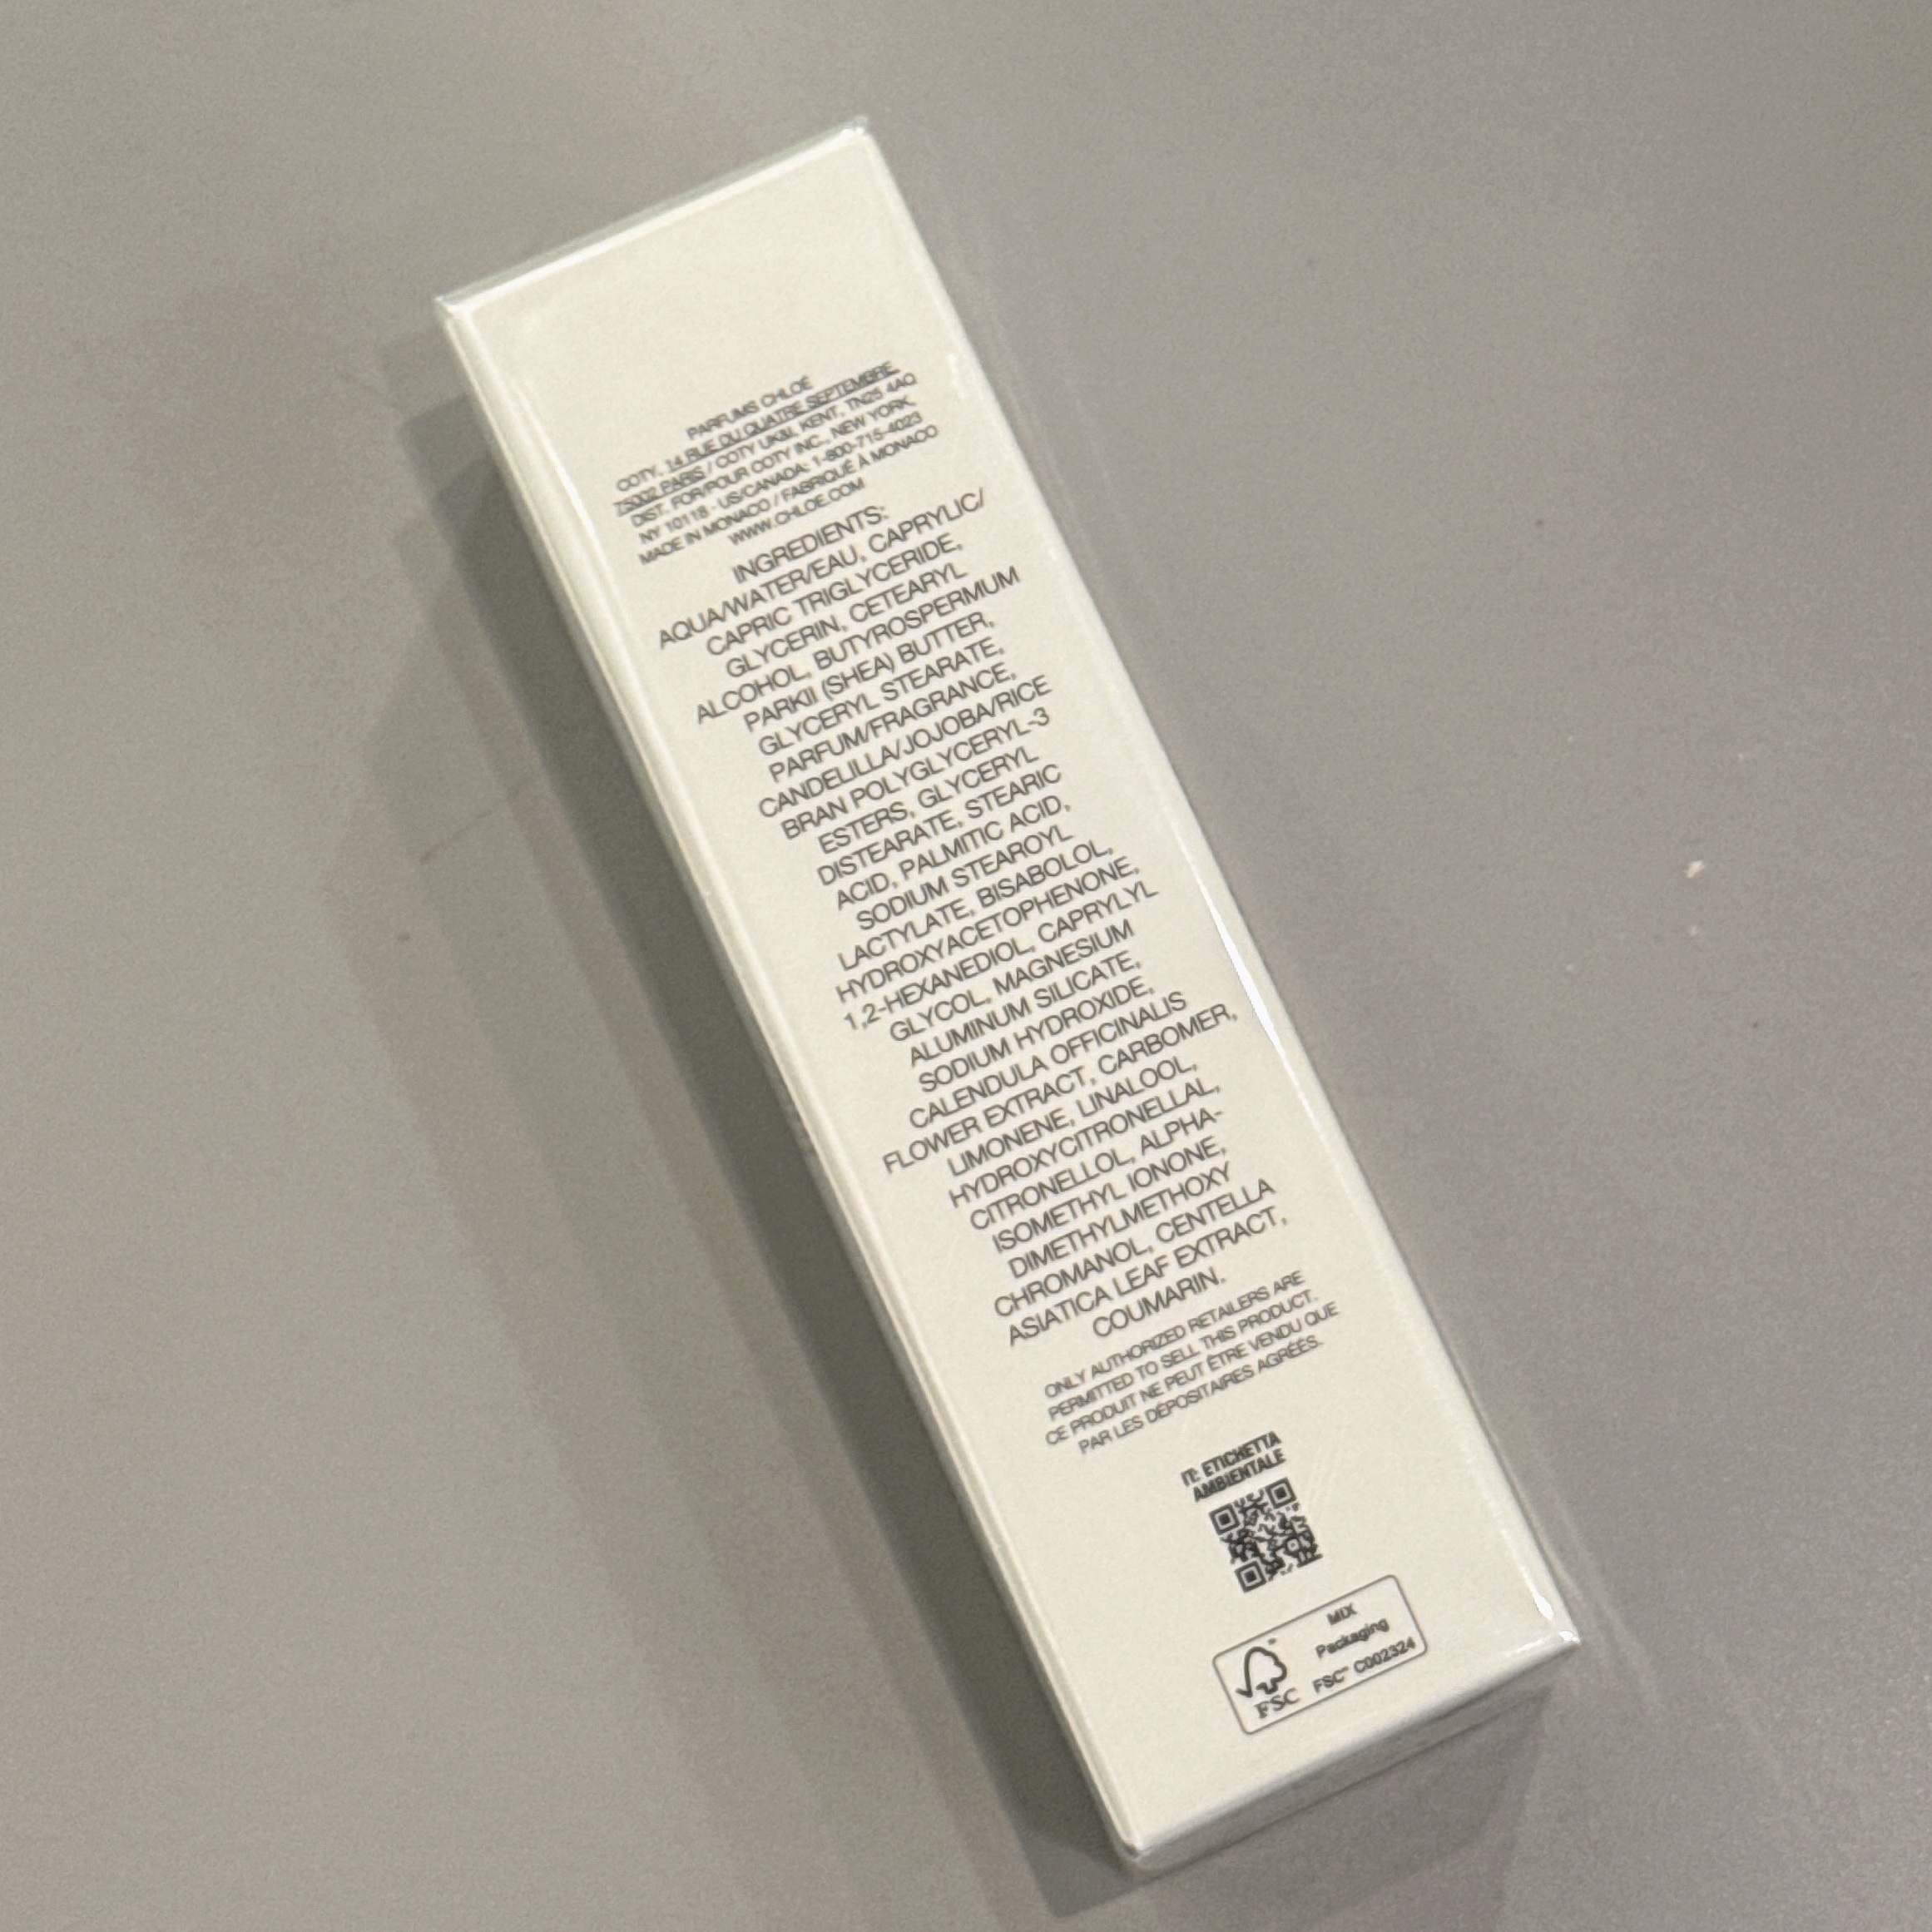 PARFUMS CHLOÉ
COTY, 14 RUE DU QUATRE SEPTEMBRE,
75002 PARIS / COTY UK&I, KENT, TN25 4AQ
DIST. FOR/POUR COTY INC., NEW YORK,
NY 10118 - US/CANADA: 1-800-715-4023
MADE IN MONACO / FABRIQUÉ À MONACO
WWW.CHLOE.COM
INGREDIENTS:
AQUA/WATER/EAU, CAPRYLIC/
CAPRIC TRIGLYCERIDE,
GLYCERIN, CETEARYL
ALCOHOL, BUTYROSPERMUM
PARKII (SHEA) BUTTER,
GLYCERYL STEARATE,
PARFUM/FRAGRANCE,
CANDELILLA/JOJOBA/RICE
BRAN POLYGLYCERYL-3
ESTERS, GLYCERYL
DISTEARATE, STEARIC
ACID, PALMITIC ACID,
SODIUM STEAROYL
LACTYLATE, BISABOLOL,
HYDROXYACETOPHENONE,
1,2-HEXANEDIOL, CAPRYLYL
GLYCOL, MAGNESIUM
ALUMINUM SILICATE,
SODIUM HYDROXIDE,
CALENDULA OFFICINALIS
FLOWER EXTRACT, CARBOMER,
LIMONENE, LINALOOL,
HYDROXYCITRONELLAL,
CITRONELLOL, ALPHA-
ISOMETHYL IONONE,
DIMETHYLMETHOXY
CHROMANOL, CENTELLA
ASIATICA LEAF EXTRACT,
COUMARIN.
ONLY AUTHORIZED RETAILERS ARE
PERMITTED TO SELL THIS PRODUCT.
CE PRODUIT NE PEUT ÊTRE VENDU QUE
PAR LES DÉPOSITAIRES AGRÉÉS.
IT: ETICHETTA
AMBIENTALE
MIX
Packaging
FSC™ C002324
FSC